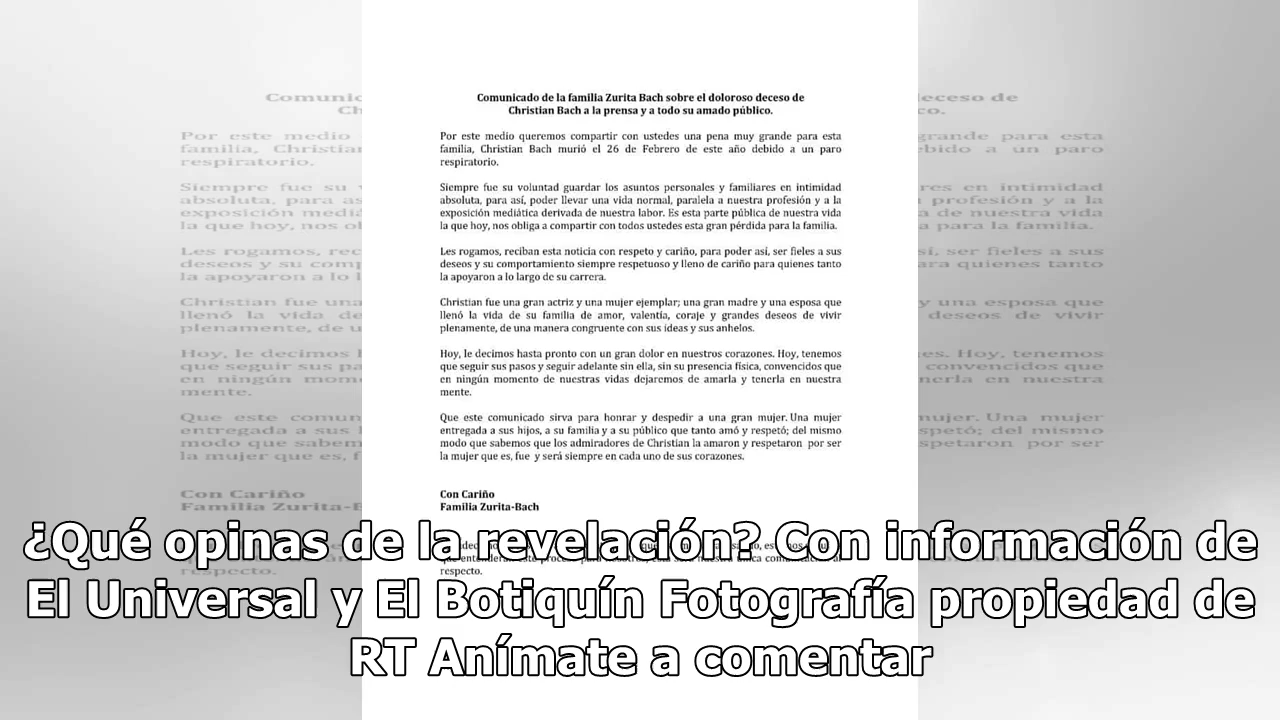 Comunicado de la familia Zurita Bach sobre el doloroso deceso de
Christian Bach a la prensa y a todo su amado público.
Por este medio queremos compartir con ustedes una pena muy grande para esta
familia, Christian Bach murió el 26 de Febrero de este año debido a un paro
respiratorio.
Siempre fue su voluntad guardar los asuntos personales y familiares en intimidad
absoluta, para así, poder llevar una vida normal, paralela a nuestra profesión y a la
exposición mediática derivada de nuestra labor. Es esta parte pública de nuestra vida
la que hoy, nos obliga a compartir con todos ustedes esta gran pérdida para la familia.
Les rogamos, reciban esta noticia con respeto y cariño, para poder así, ser fieles a sus
deseos y su comportamiento siempre respetuoso y lleno de cariño para quienes tanto
la apoyaron a lo largo de su carrera.
Christian fue una gran actriz y una mujer ejemplar; una gran madre y una esposa que
llenó la vida de su familia de amor, valentía, coraje y grandes deseos de vivir
plenamente, de una manera congruente con sus ideas y sus anhelos.
Hoy, le decimos hasta pronto con un gran dolor en nuestros corazones. Hoy, tenemos
que seguir sus pasos y seguir adelante sin ella, sin su presencia física, convencidos que
en ningún momento de nuestras vidas dejaremos de amarla y tenerla en nuestra
mente.
Que este comunicado sirva para honrar y despedir a una gran mujer. Una mujer
entregada a sus hijos, a su familia y a su público que tanto amó y respetó; del mismo
modo que sabemos que los admiradores de Christian la amaron y respetaron por ser
la mujer que es, fue y será siempre en cada uno de sus corazones.
Con Cariño
Familia Zurita-Bach
respecto.
¿Qué opinas de la revelación? Con información de
El Universal y El Botiquín Fotografía propiedad de
RT Anímate a comentar